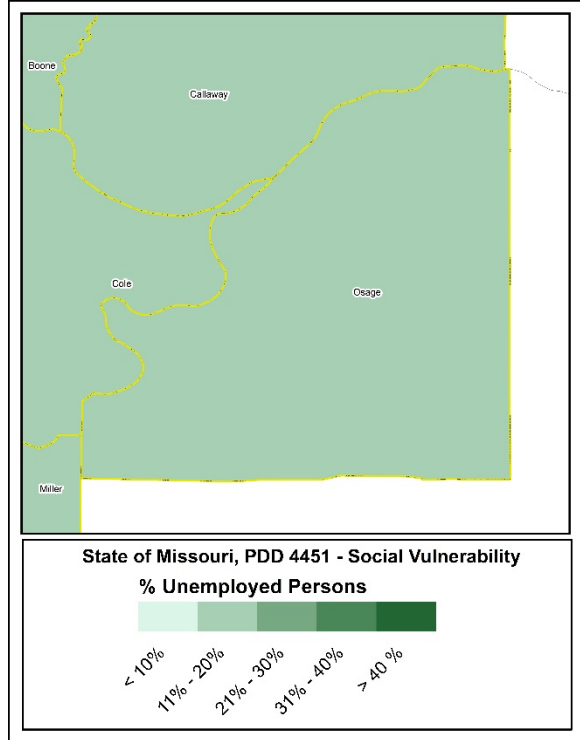 Boone
Callaway
Cole
Osage
Miller
State of Missouri, PDD 4451 - Social Vulnerability
% Unemployed Persons
< 10%
11% - 20%
21% - 30%
31% - 40%
> 40 %